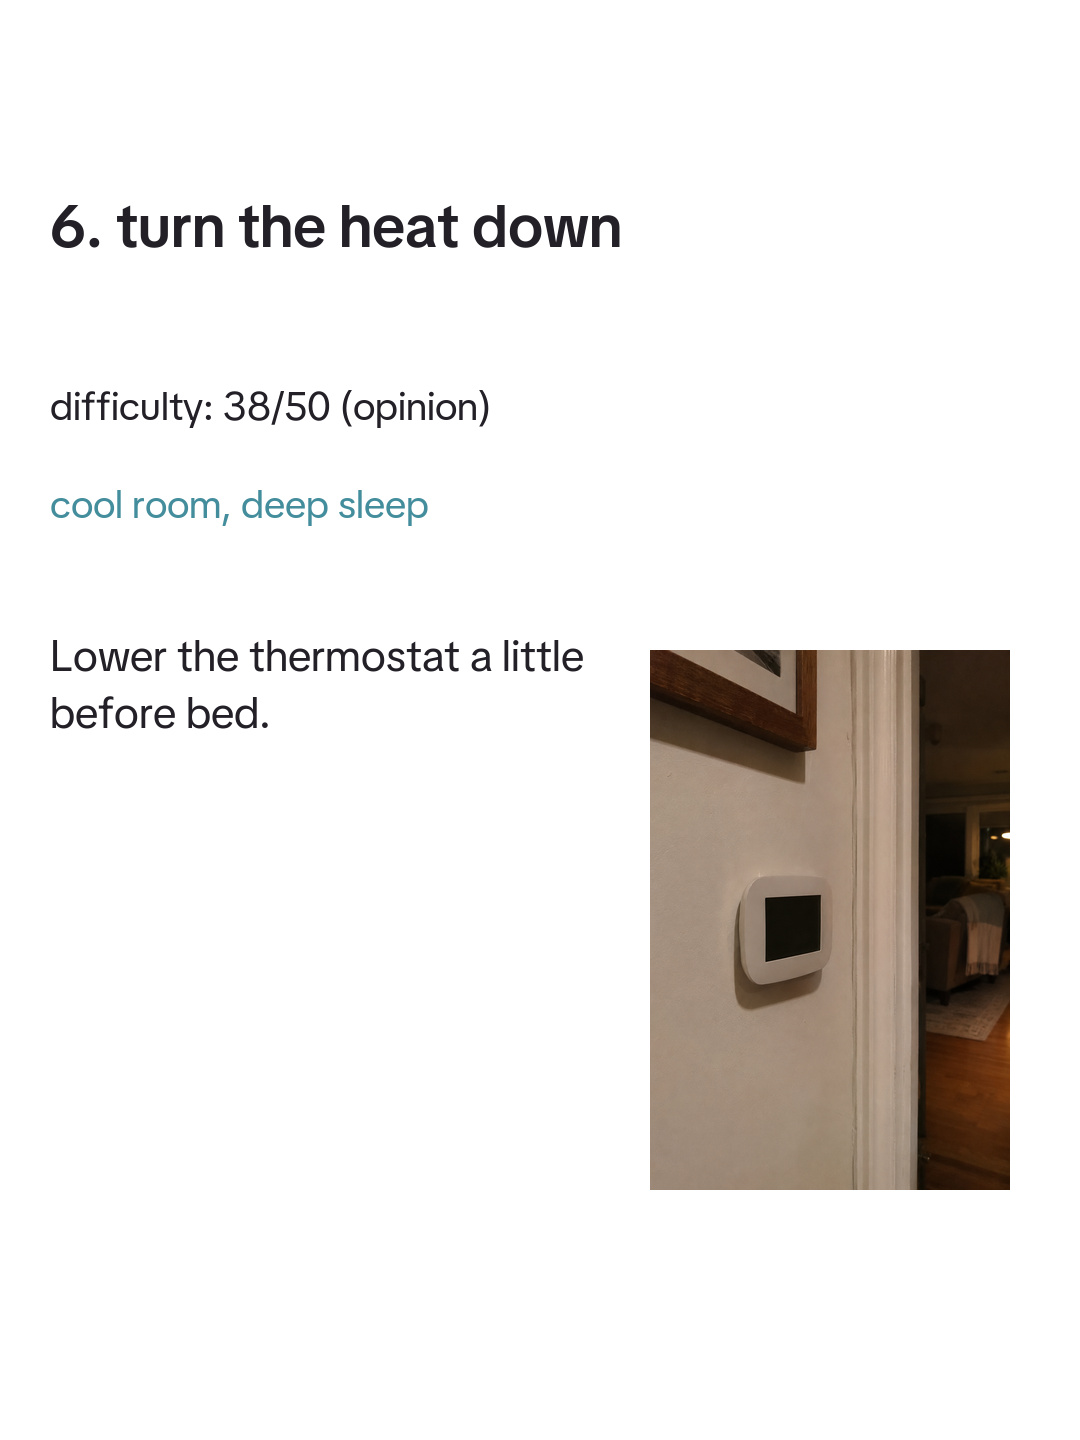 6. turn the heat down
difficulty: 38/50 (opinion)
cool room, deep sleep
Lower the thermostat a little
before bed.